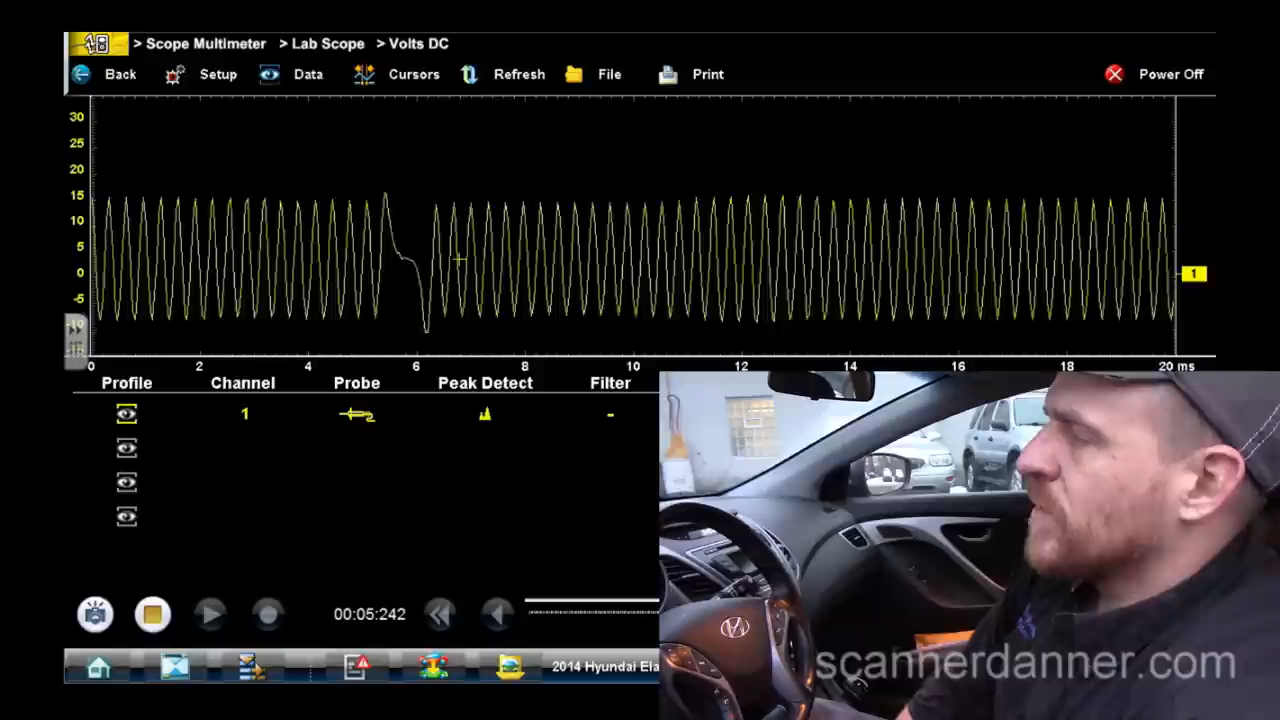 > Scope Multimeter > Lab Scope > Volts DC
Back Setup Data Cursors Refresh File Print Power Off
30
25
20
15
10
5
0
-5
-10
1
0 2 4 6 8 10 12 14 16 18 20 ms
Profile Channel Probe Peak Detect Filter
1 -
00:05:242
2014 Hyundai Ela
scannerdanner.com